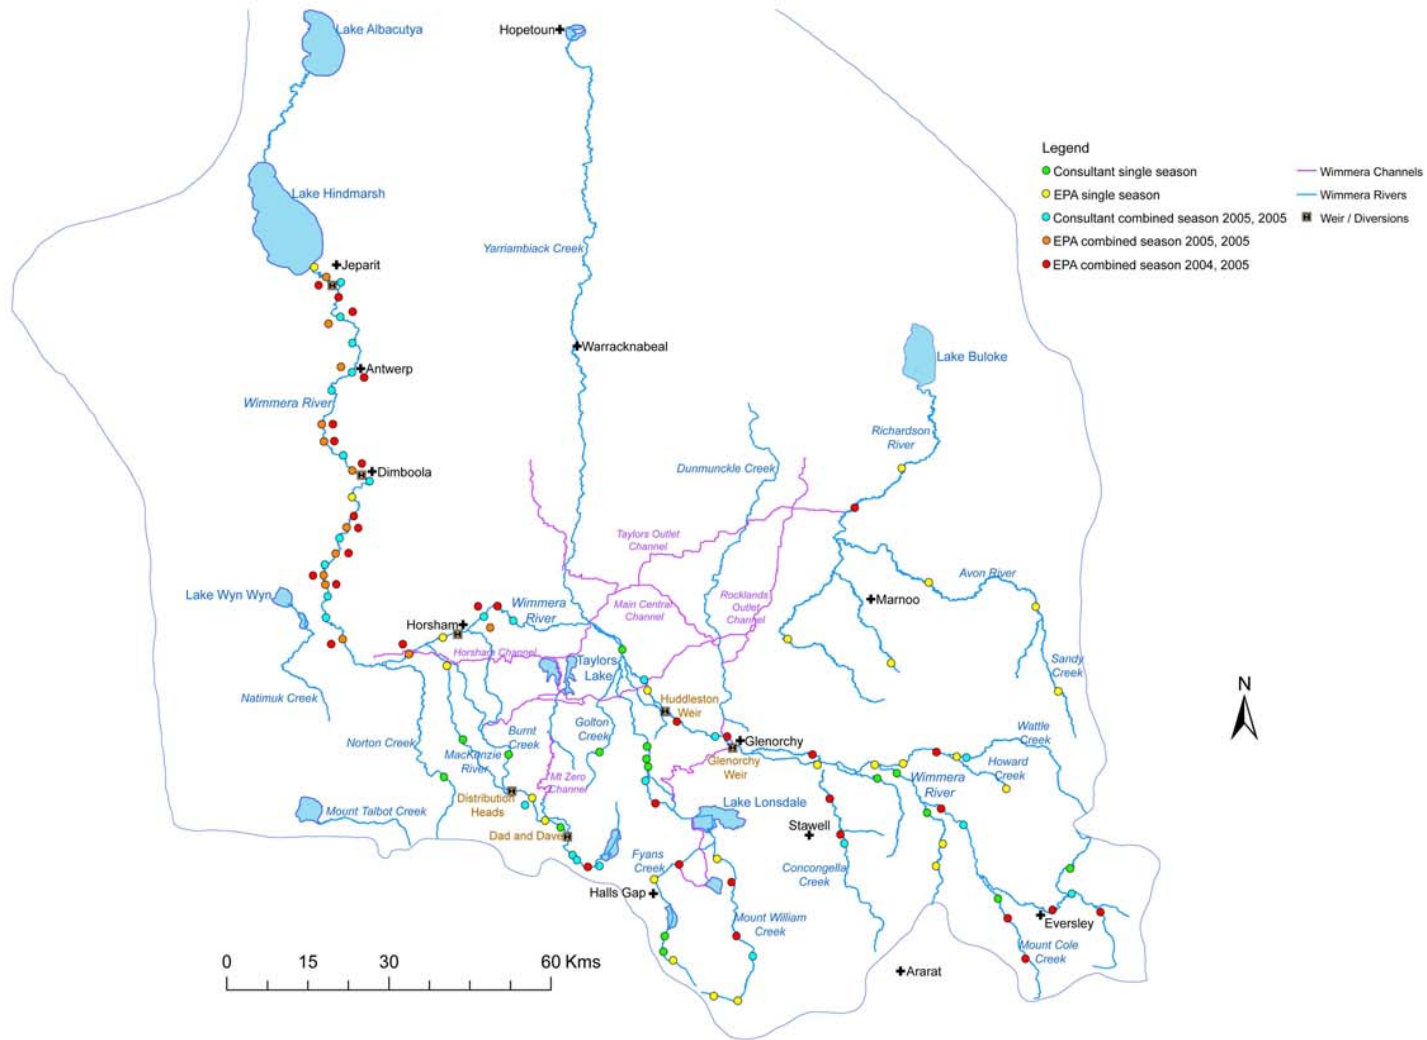 Lake Albacutya
Hopetoun
Legend
Consultant single season
EPA single season
Consultant combined season 2005, 2005
EPA combined season 2005, 2005
EPA combined season 2004, 2005
Wimmera Channels
Wimmera Rivers
Weir / Diversions
Lake Hindmarsh
Yarriambiack Creek
Jeparit
Warracknabeal
Lake Buloke
Antwerp
Wimmera River
Richardson
River
Dunmunckle Creek
Dimboola
Taylors Outlet
Channel
Avon River
Lake Wyn Wyn
Wimmera
River
Main Central
Channel
Rocklands
Outlet
Channel
Marnoo
Horsham
Horsham Channel
Taylors
Lake
Sandy
Creek
Natimuk Creek
Huddleston
Weir
N
Norton Creek
Burnt
Creek
Golton
Creek
Wattle
Creek
MacKenzie
River
Glenorchy
Glenorchy
Weir
Howard
Creek
Mt Zero
Channel
Wimmera
River
Distribution
Heads
Mount Talbot Creek
Lake Lonsdale
Stawell
Dad and Dave
Fyans
Creek
Concongella
Creek
Halls Gap
Mount William
Creek
Eversley
Mount Cole
Creek
Ararat
0 15 30 60 Kms